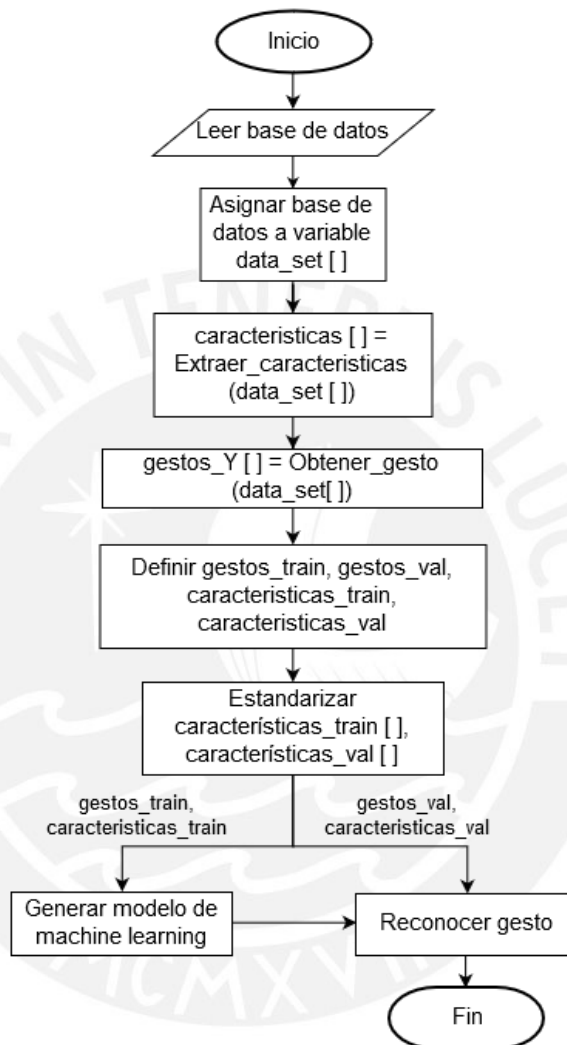 Inicio
Leer base de datos
Asignar base de
datos a variable
data_set [ ]
caracteristicas [ ] =
Extraer_caracteristicas
(data_set [ ])
gestos_Y [ ] = Obtener_gesto
(data_set[ ])
Definir gestos_train, gestos_val,
caracteristicas_train,
caracteristicas_val
Estandarizar
características_train [ ],
características_val [ ]
gestos_train,
caracteristicas_train
gestos_val,
caracteristicas_val
Generar modelo de
machine learning
Reconocer gesto
Fin